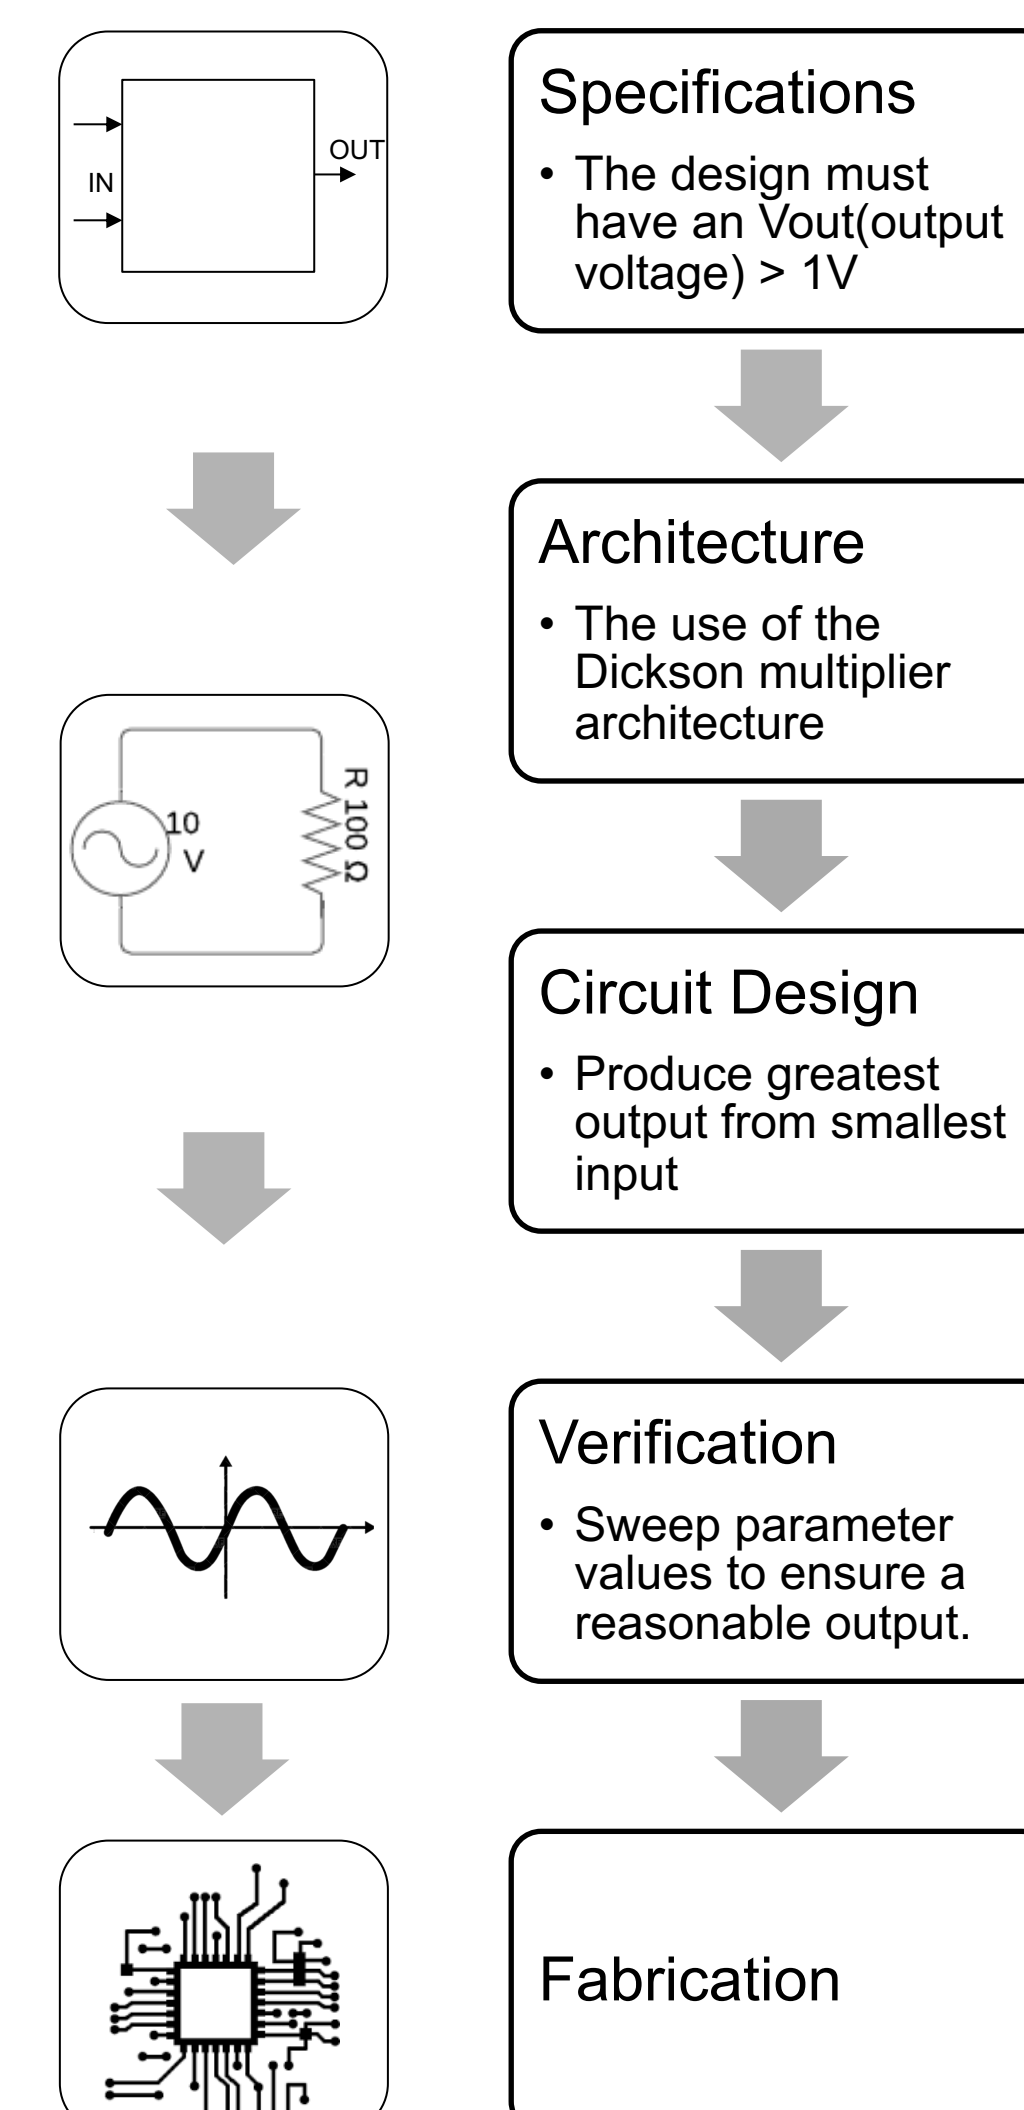 IN
OUT
Specifications
• The design must
have an Vout(output
voltage) > 1V
Architecture
• The use of the
Dickson multiplier
architecture
10
V
R 100 Ω
Circuit Design
• Produce greatest
output from smallest
input
Verification
• Sweep parameter
values to ensure a
reasonable output.
Fabrication